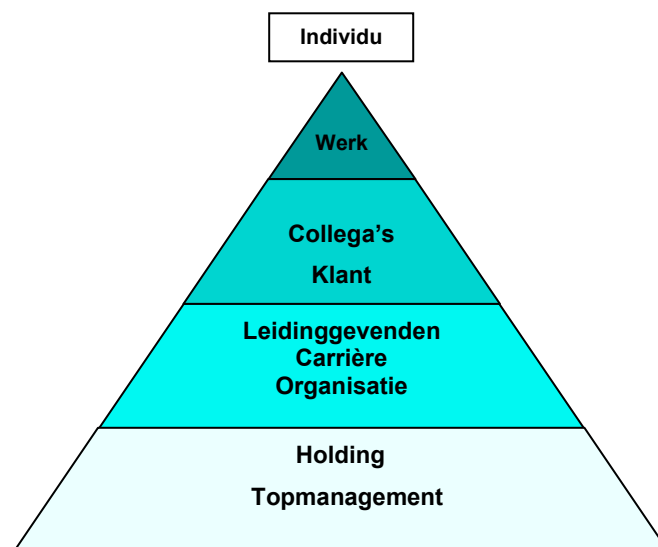 Individu
Werk
Collega’s
Klant
Leidinggevenden
Carrière
Organisatie
Holding
Topmanagement